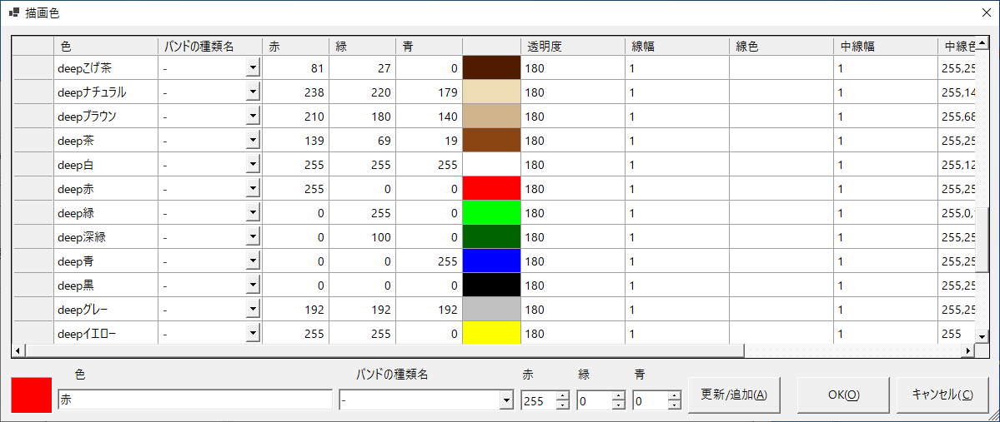 描画色
色 バンドの種類名 赤 緑 青 透明度 線幅 線色 中線幅 中線色
deepこげ茶 - 81 27 0 180 1 1 255,25
deepナチュラル - 238 220 179 180 1 1 255,14
deepブラウン - 210 180 140 180 1 1 255,68
deep茶 - 139 69 19 180 1 1 255,25
deep白 - 255 255 255 180 1 1 255,12
deep赤 - 255 0 0 180 1 1 255,25
deep緑 - 0 255 0 180 1 1 255,0,
deep深緑 - 0 100 0 180 1 1 255,25
deep青 - 0 0 255 180 1 1 255,25
deep黒 - 0 0 0 180 1 1 255,25
deepグレー - 192 192 192 180 1 1 255,25
deepイエロー - 255 255 0 180 1 1 255
色 バンドの種類名 赤 緑 青
赤 - 255 0 0 更新/追加(A) OK(O) キャンセル(C)